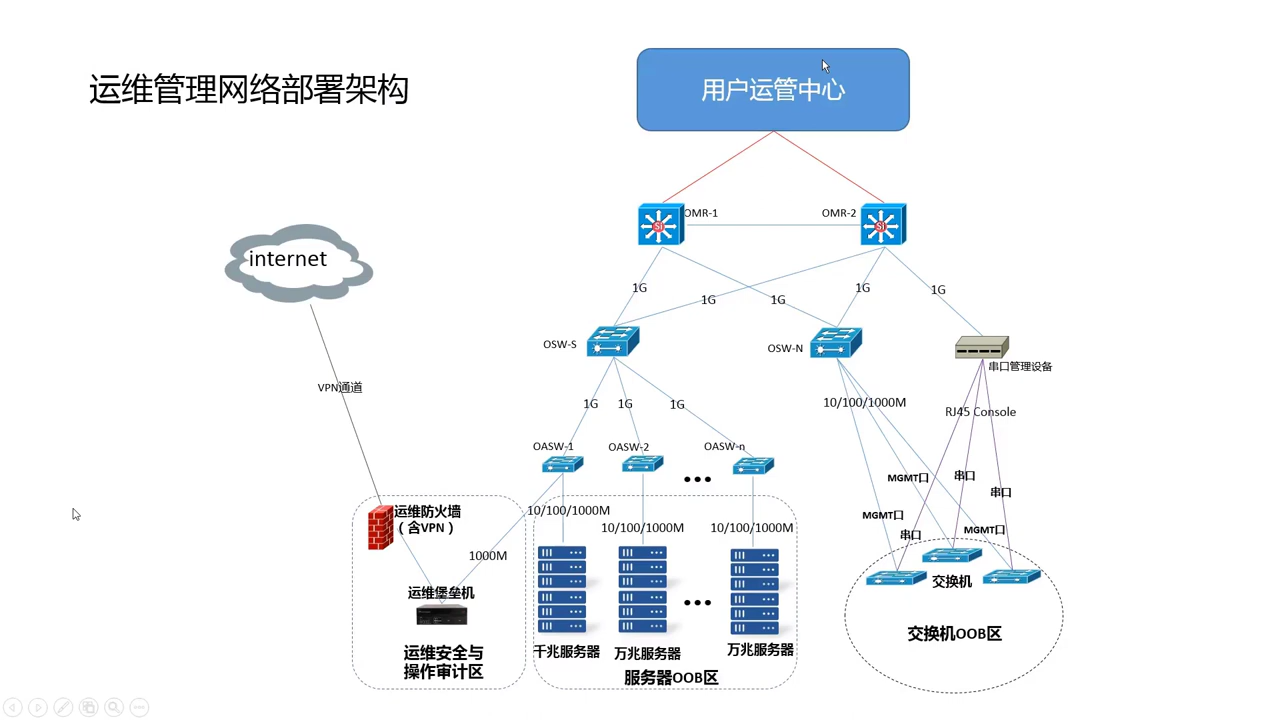 用户运管中心
运维管理网络部署架构
OMR-1
OMR-2
internet
1G
1G
1G
1G
1G
OSW-S
OSW-N
串口管理设备
VPN通道
1G
1G
1G
10/100/1000M
RJ45 Console
OASW-1
OASW-2
OASW-n
•••
MGMT口
串口
串口
运维防火墙
（含VPN）
10/100/1000M
10/100/1000M
10/100/1000M
MGMT口
串口
MGMT口
1000M
运维堡垒机
交换机
•••
交换机OOB区
运维安全与
操作审计区
千兆服务器
万兆服务器
万兆服务器
服务器OOB区